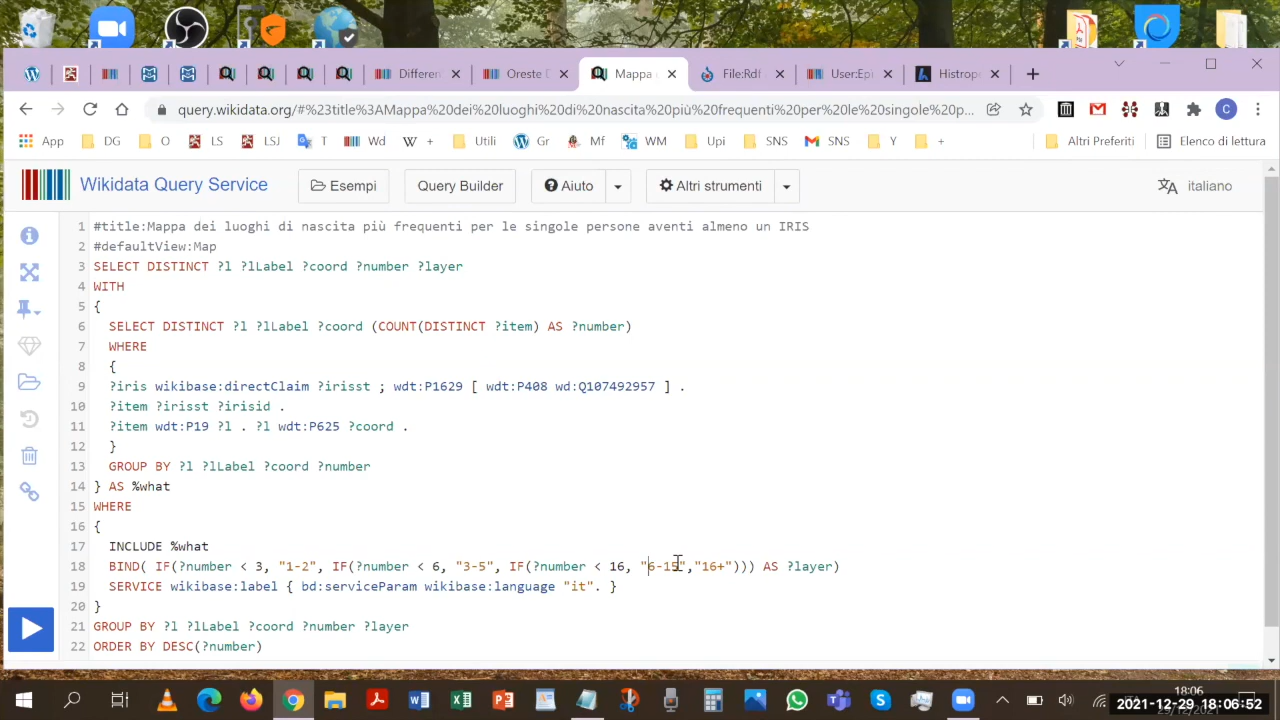 Differen
Oreste D
Mappa
File:Rdf
User:Epi
Histrope
query.wikidata.org/#%23title%3AMappa%20dei%20luoghi%20di%20nascita%20più%20frequenti%20per%20le%20singole%20p...
App DG O LS LSJ T Wd + Utili Gr Mf WM Upi SNS SNS Y + Altri Preferiti Elenco di lettura
Wikidata Query Service Esempi Query Builder Aiuto Altri strumenti italiano
1 #title:Mappa dei luoghi di nascita più frequenti per le singole persone aventi almeno un IRIS
2 #defaultView:Map
3 SELECT DISTINCT ?l ?lLabel ?coord ?number ?layer
4 WITH
5 {
6 SELECT DISTINCT ?l ?lLabel ?coord (COUNT(DISTINCT ?item) AS ?number)
7 WHERE
8 {
9 ?iris wikibase:directClaim ?irisst ; wdt:P1629 [ wdt:P408 wd:Q107492957 ] .
10 ?item ?irisst ?irisid .
11 ?item wdt:P19 ?l . ?l wdt:P625 ?coord .
12 }
13 GROUP BY ?l ?lLabel ?coord ?number
14 } AS %what
15 WHERE
16 {
17 INCLUDE %what
18 BIND( IF(?number < 3, "1-2", IF(?number < 6, "3-5", IF(?number < 16, "6-15","16+"))) AS ?layer)
19 SERVICE wikibase:label { bd:serviceParam wikibase:language "it". }
20 }
21 GROUP BY ?l ?lLabel ?coord ?number ?layer
22 ORDER BY DESC(?number)
18:06
2021-12-29 18:06:52